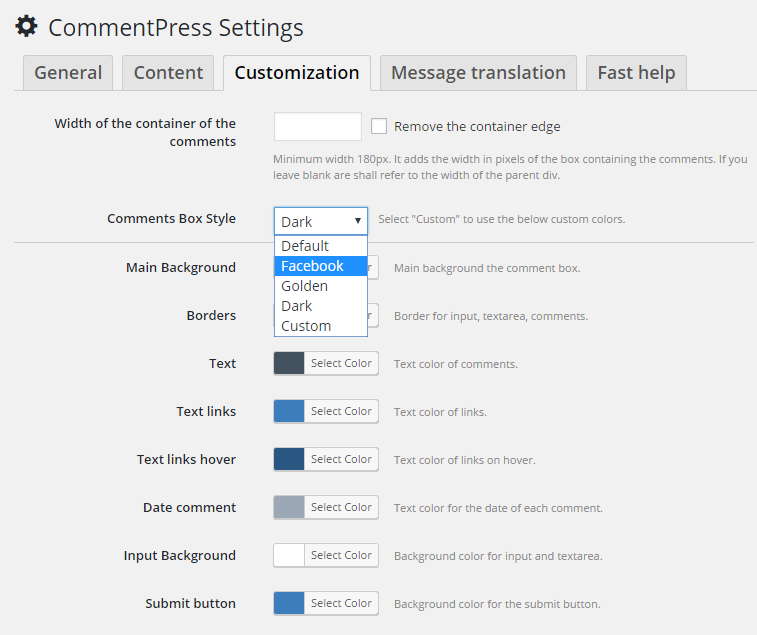 CommentPress Settings
General Content Customization Message translation Fast help
Width of the container of the
comments
Remove the container edge
Minimum width 180px. It adds the width in pixels of the box containing the comments. If you
leave blank are shall refer to the width of the parent div.
Comments Box Style Dark Select "Custom" to use the below custom colors.
Default
Facebook
Golden
Dark
Custom
Main Background Main background the comment box.
Borders Border for input, textarea, comments.
Text Select Color Text color of comments.
Text links Select Color Text color of links.
Text links hover Select Color Text color of links on hover.
Date comment Select Color Text color for the date of each comment.
Input Background Select Color Background color for input and textarea.
Submit button Select Color Background color for the submit button.